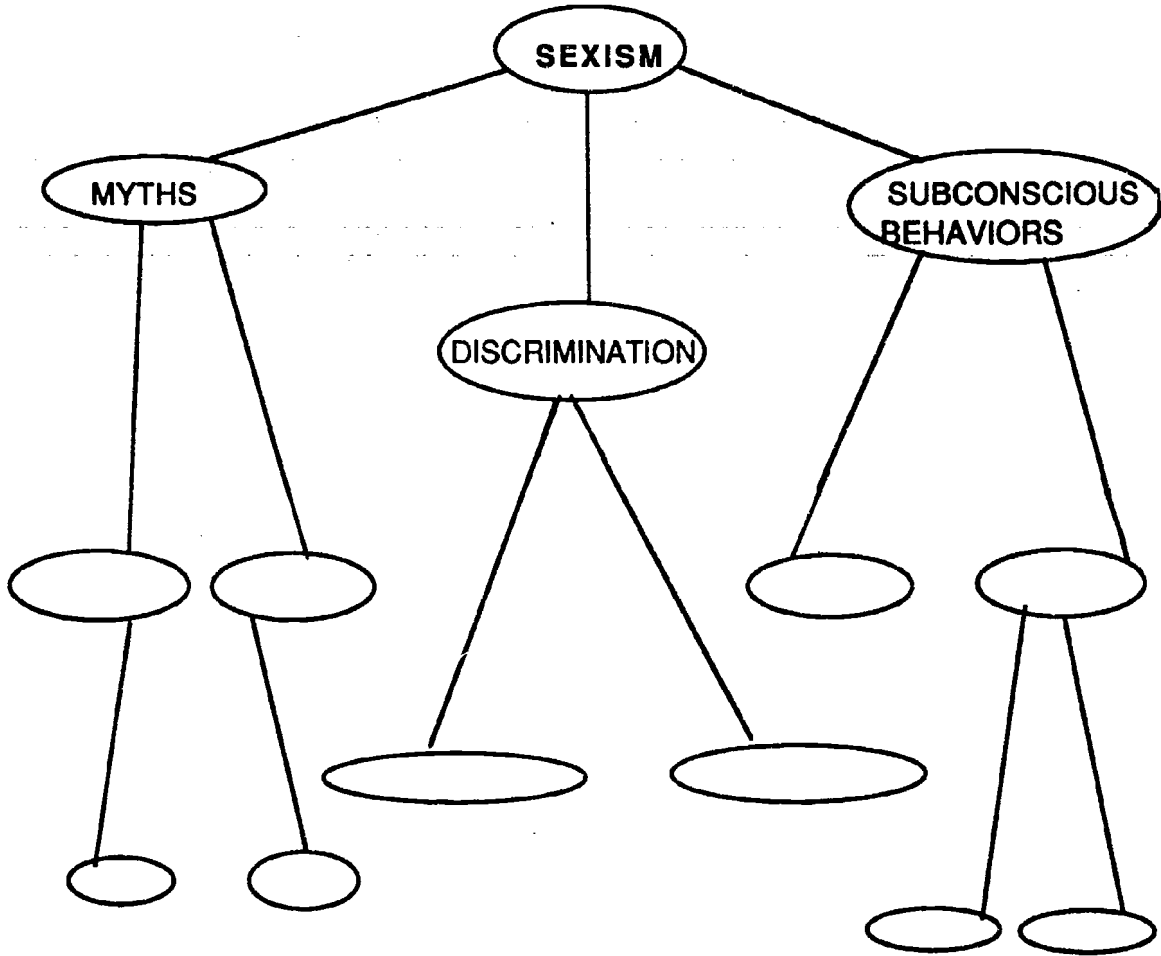 SEXISM
MYTHS
SUBCONSCIOUS
BEHAVIORS
DISCRIMINATION